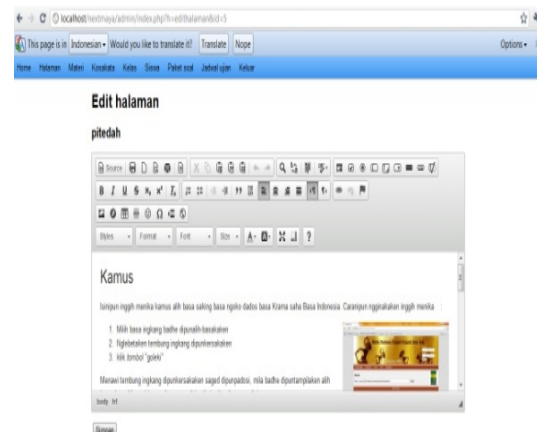 localhost/nextmaya/admin/index.php?h=edithalaman&id=5
This page is in Indonesian Would you like to translate it? Translate Nope Options
Home Halaman Materi Kosakata Kelas Siswa Paket soal Jadwal ujian Keluar
Edit halaman
pitedah
Source
B I U S x₂ x² Iₓ
Styles Format Font Size A A ?
Kamus
Isinipun inggih menika kamus alih basa saking basa ngoko dados basa Krama saha Basa Indonesia. Caranipun ngginakaken inggih menika :
1. Milih basa ingkang badhe dipunalih-basakaken
2. Nglebetaken tembung ingkang dipunkersakaken
3. klik tombol "goleki"
Menawi tembung ingkang dipunkersakaken saged dipunpadosi, mila badhe dipuntampilaken alih
body
Simpan